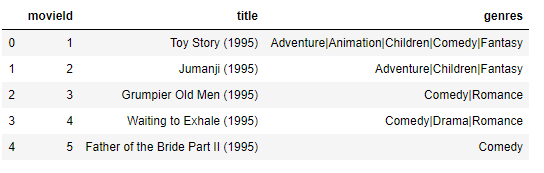 movieId title genres
0 1 Toy Story (1995) Adventure|Animation|Children|Comedy|Fantasy
1 2 Jumanji (1995) Adventure|Children|Fantasy
2 3 Grumpier Old Men (1995) Comedy|Romance
3 4 Waiting to Exhale (1995) Comedy|Drama|Romance
4 5 Father of the Bride Part II (1995) Comedy